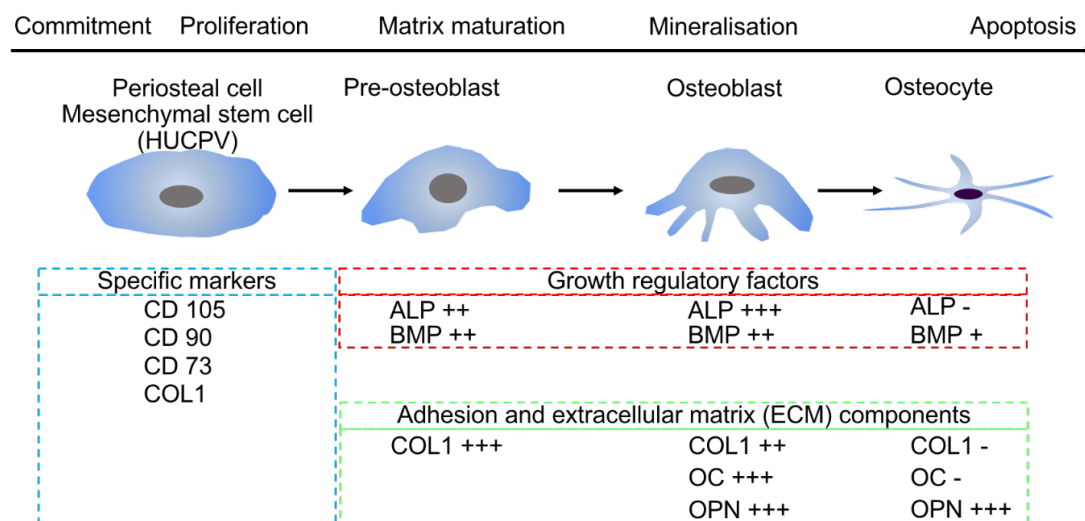 Commitment Proliferation Matrix maturation Mineralisation Apoptosis
Periosteal cell Pre-osteoblast Osteoblast Osteocyte
Mesenchymal stem cell
(HUCPV)
Specific markers Growth regulatory factors
CD 105 ALP ++ ALP +++ ALP -
CD 90 BMP ++ BMP ++ BMP +
CD 73
COL1
Adhesion and extracellular matrix (ECM) components
COL1 +++ COL1 ++ COL1 -
OC +++ OC -
OPN +++ OPN +++